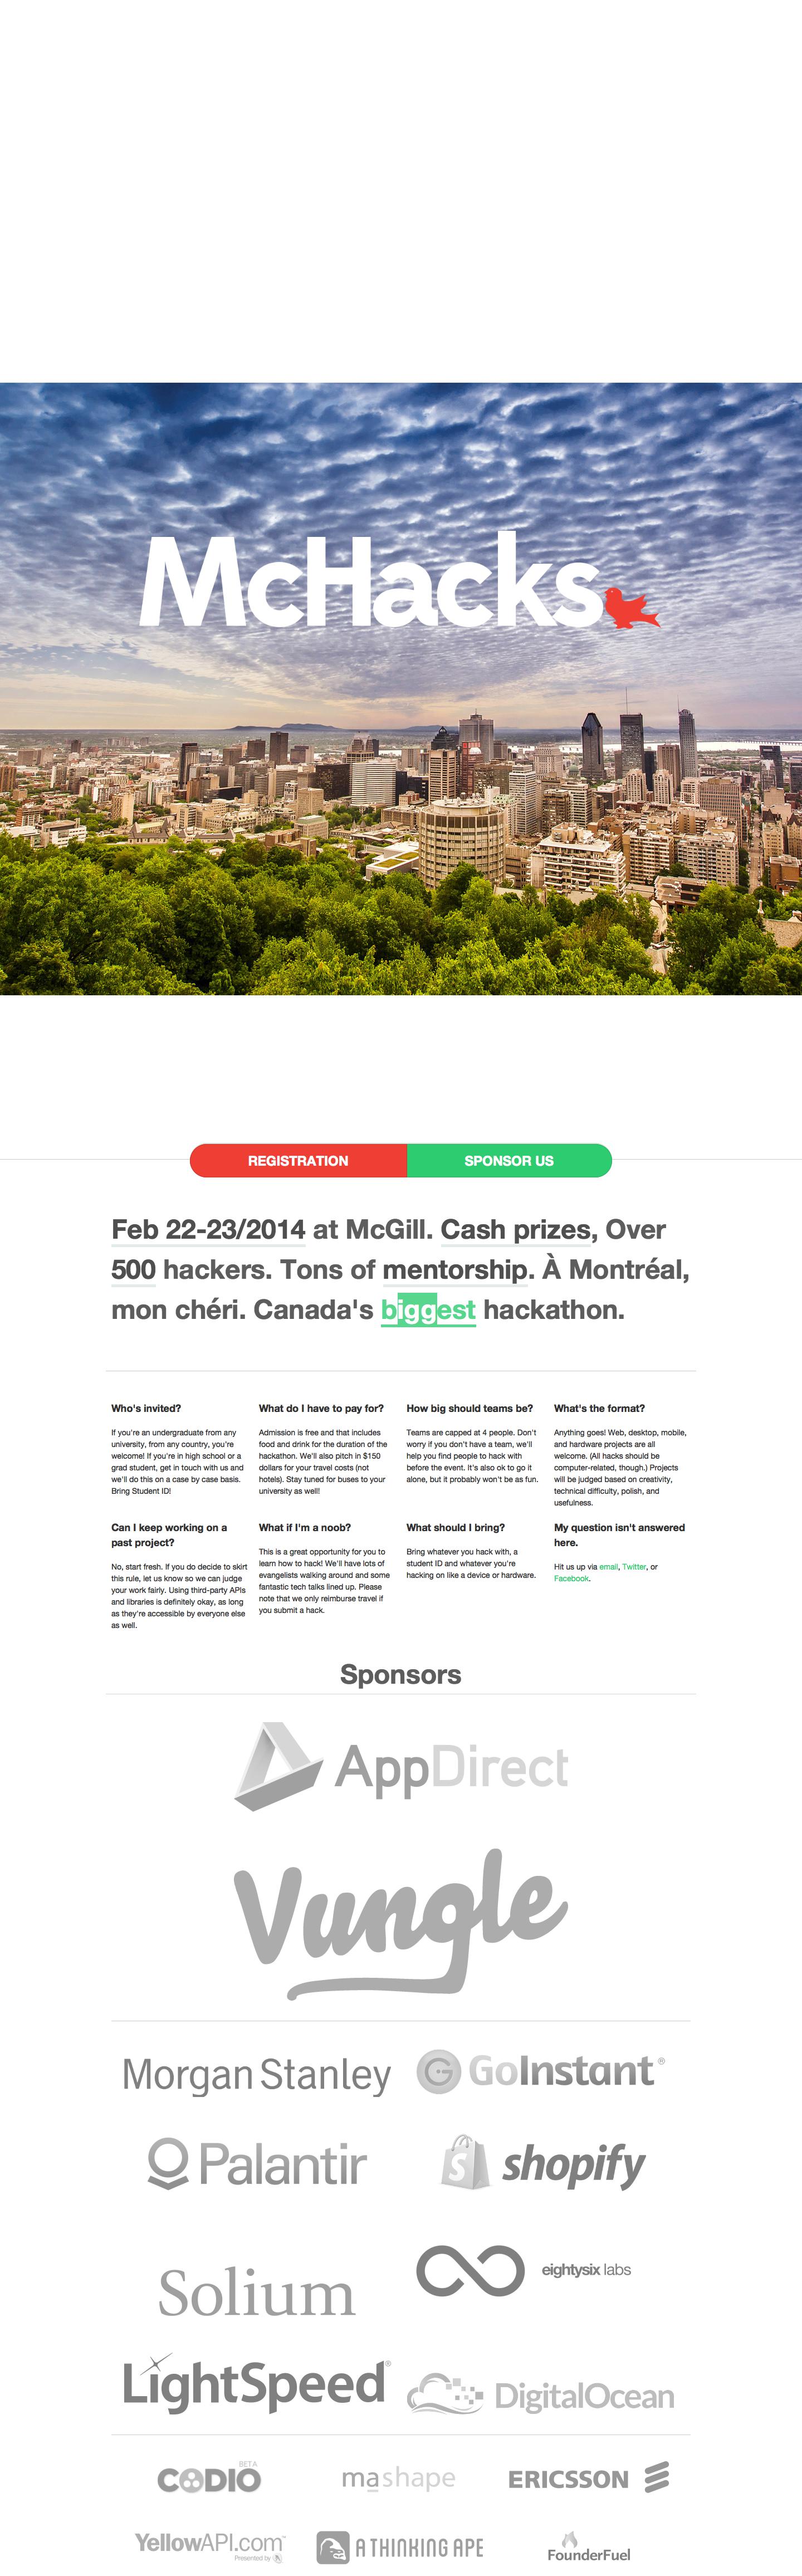 McHacks
REGISTRATION
SPONSOR US
Feb 22-23/2014 at McGill. Cash prizes, Over
500 hackers. Tons of mentorship. À Montréal,
mon chéri. Canada's biggest hackathon.
Who's invited?
If you're an undergraduate from any
university, from any country, you're
welcome! If you're in high school or a
grad student, get in touch with us and
we'll do this on a case by case basis.
Bring Student ID!
What do I have to pay for?
Admission is free and that includes
food and drink for the duration of the
hackathon. We'll also pitch in $150
dollars for your travel costs (not
hotels). Stay tuned for buses to your
university as well!
How big should teams be?
Teams are capped at 4 people. Don't
worry if you don't have a team, we'll
help you find people to hack with
before the event. It's also ok to go it
alone, but it probably won't be as fun.
What's the format?
Anything goes! Web, desktop, mobile,
and hardware projects are all
welcome. (All hacks should be
computer-related, though.) Projects
will be judged based on creativity,
technical difficulty, polish, and
usefulness.
Can I keep working on a
past project?
No, start fresh. If you do decide to skirt
this rule, let us know so we can judge
your work fairly. Using third-party APIs
and libraries is definitely okay, as long
as they're accessible by everyone else
as well.
What if I'm a noob?
This is a great opportunity for you to
learn how to hack! We'll have lots of
evangelists walking around and some
fantastic tech talks lined up. Please
note that we only reimburse travel if
you submit a hack.
What should I bring?
Bring whatever you hack with, a
student ID and whatever you're
hacking on like a device or hardware.
My question isn't answered
here.
Hit us up via email, Twitter, or
Facebook.
Sponsors
AppDirect
Vungle
Morgan Stanley
GoInstant®
Palantir
shopify
Solium
eightysix labs
LightSpeed®
DigitalOcean
CODIO BETA
mashape
ERICSSON
YellowAPI.com™
Presented by
A THINKING APE
FounderFuel